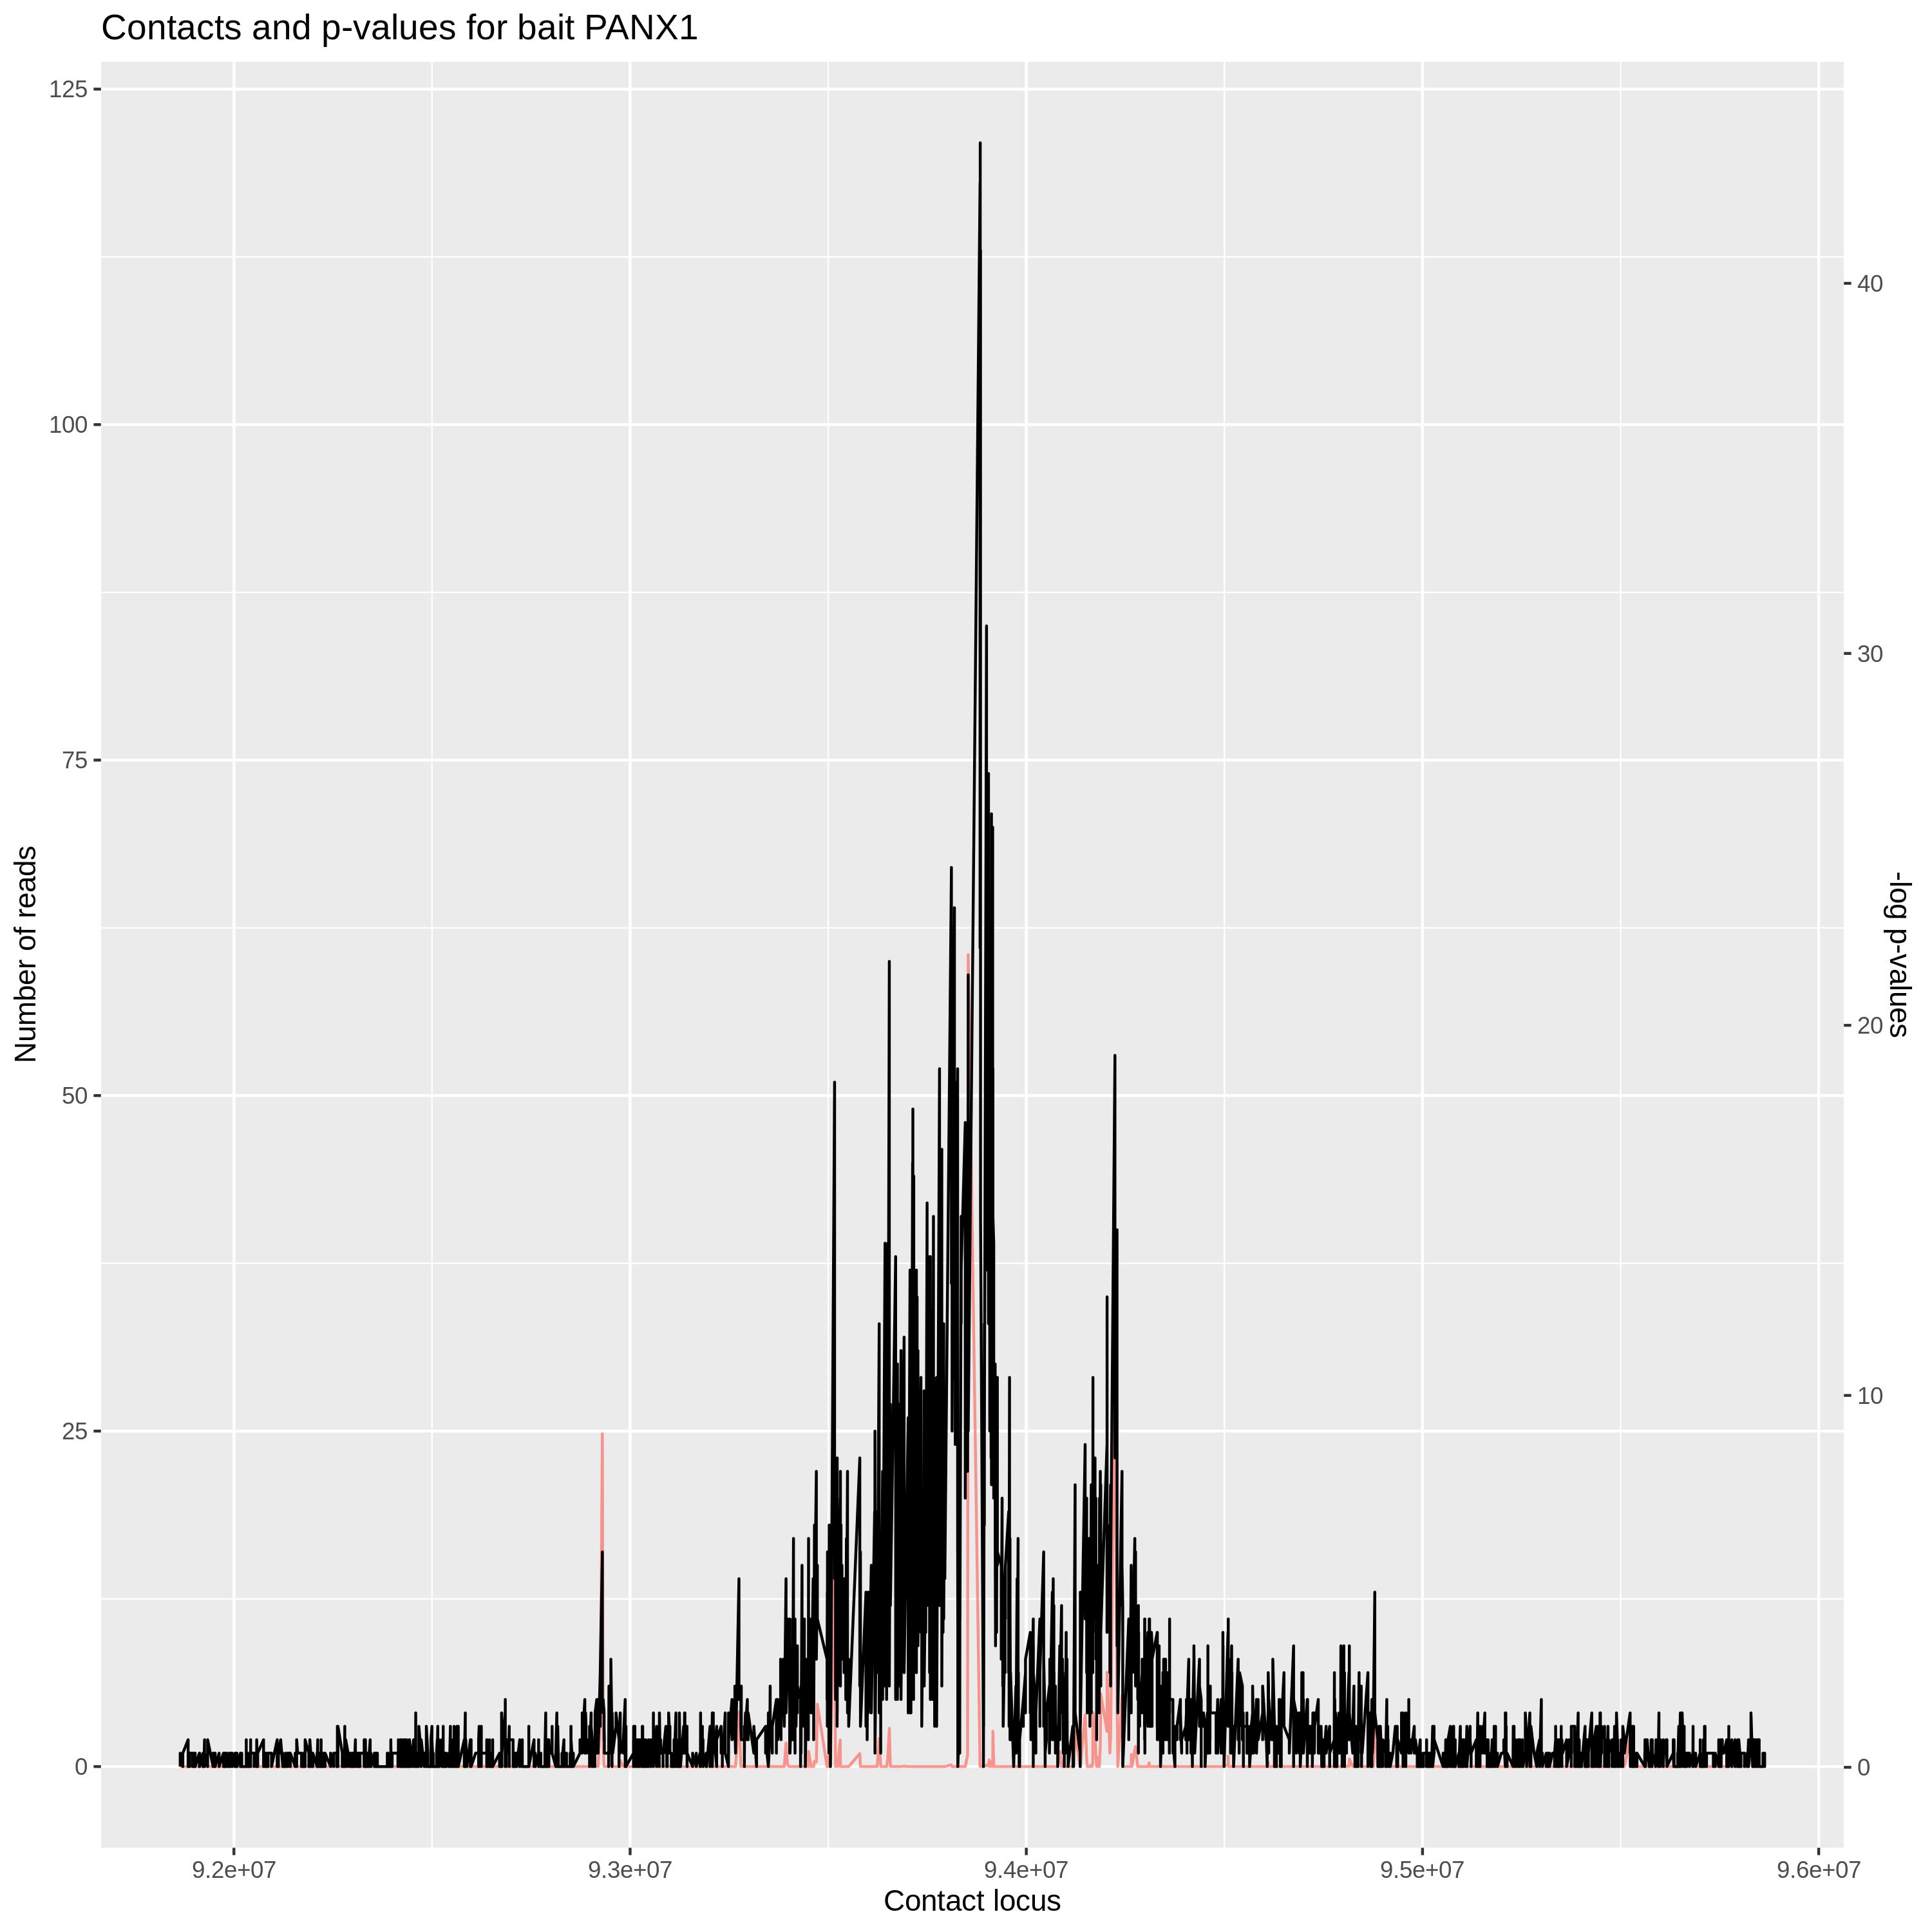 Contacts and p-values for bait PANX1
125
100
75
50
25
0
Number of reads
40
30
20
10
0
-log p-values
9.2e+07 9.3e+07 9.4e+07 9.5e+07 9.6e+07
Contact locus